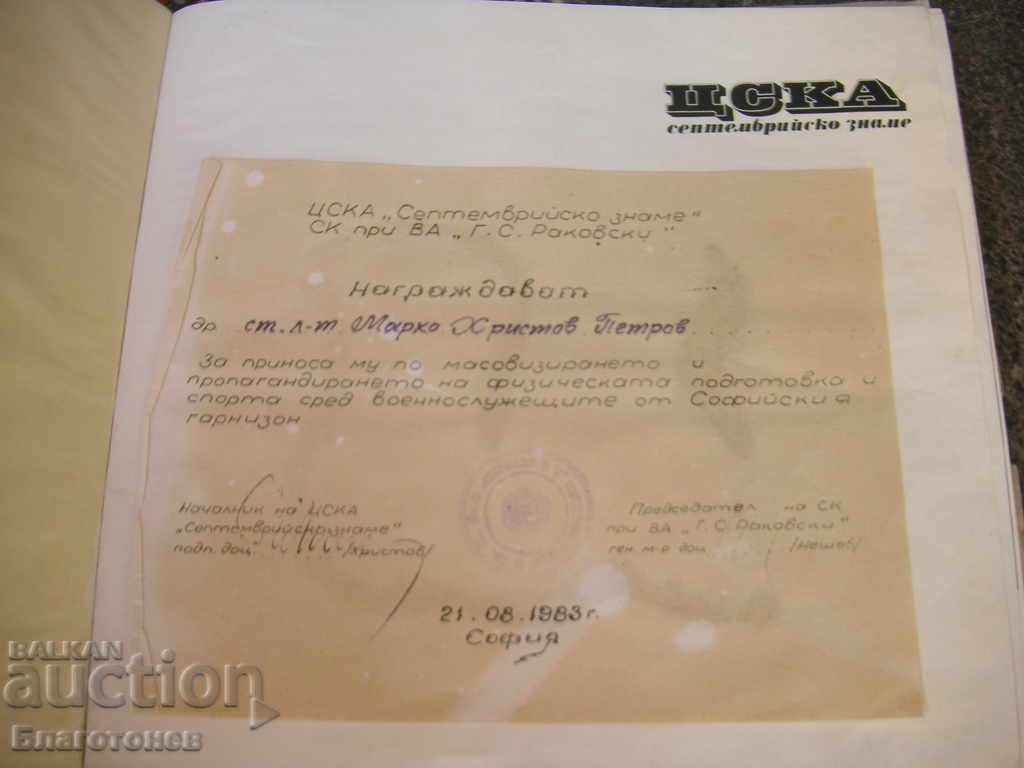 ЦСКА
септемврийско знаме
ЦСКА „Септемврийско знаме"
СК при ВА „Г. С. Раковски"
Награждават
др. ст. л-т. Марко Христов Петров
За приноса му по масовизирането и
пропагандирането на физическата подготовка и
спорта сред военнослужещите от Софийския
гарнизон
Началник на ЦСКА
„Септемврийско знаме"
подп. доц. /Христов/
Председател на СК
при ВА „Г. С. Раковски"
ген. м-р доц. /Нешев/
21. 08. 1983 г.
София
BALKAN
auction
Благотонев